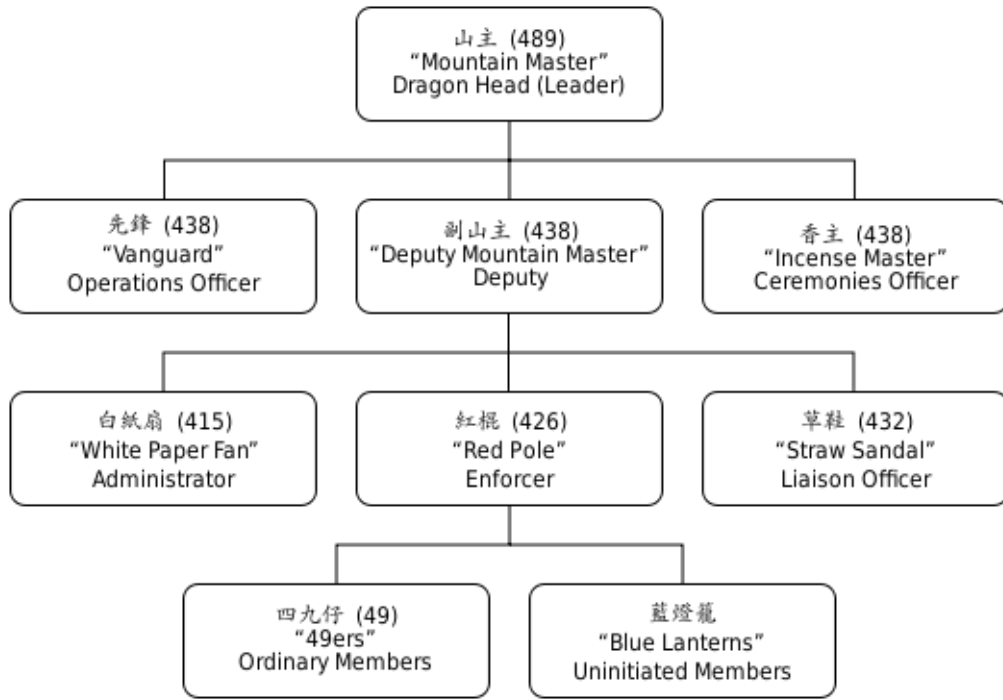 山主 (489)
“Mountain Master”
Dragon Head (Leader)
先鋒 (438)
“Vanguard”
Operations Officer
副山主 (438)
“Deputy Mountain Master”
Deputy
香主 (438)
“Incense Master”
Ceremonies Officer
白紙扇 (415)
“White Paper Fan”
Administrator
紅棍 (426)
“Red Pole”
Enforcer
草鞋 (432)
“Straw Sandal”
Liaison Officer
四九仔 (49)
“49ers”
Ordinary Members
藍燈籠
“Blue Lanterns”
Uninitiated Members